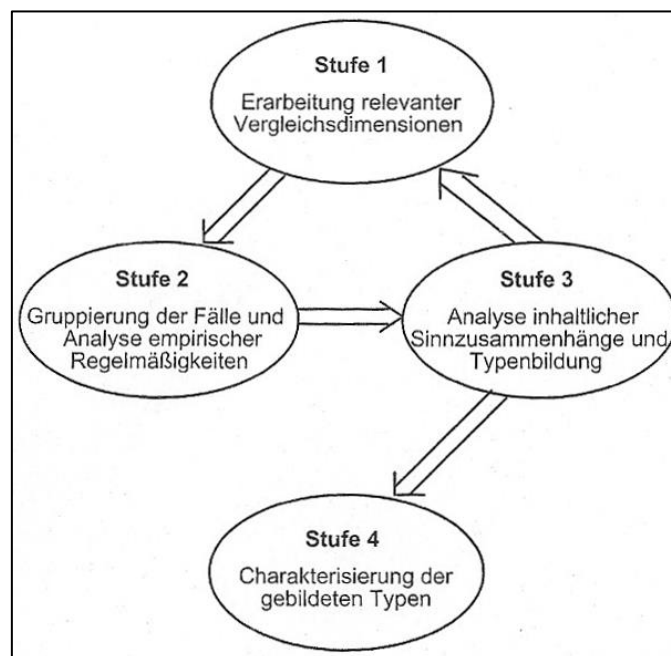 Stufe 1
Erarbeitung relevanter
Vergleichsdimensionen
Stufe 2
Gruppierung der Fälle und
Analyse empirischer
Regelmäßigkeiten
Stufe 3
Analyse inhaltlicher
Sinnzusammenhänge und
Typenbildung
Stufe 4
Charakterisierung der
gebildeten Typen